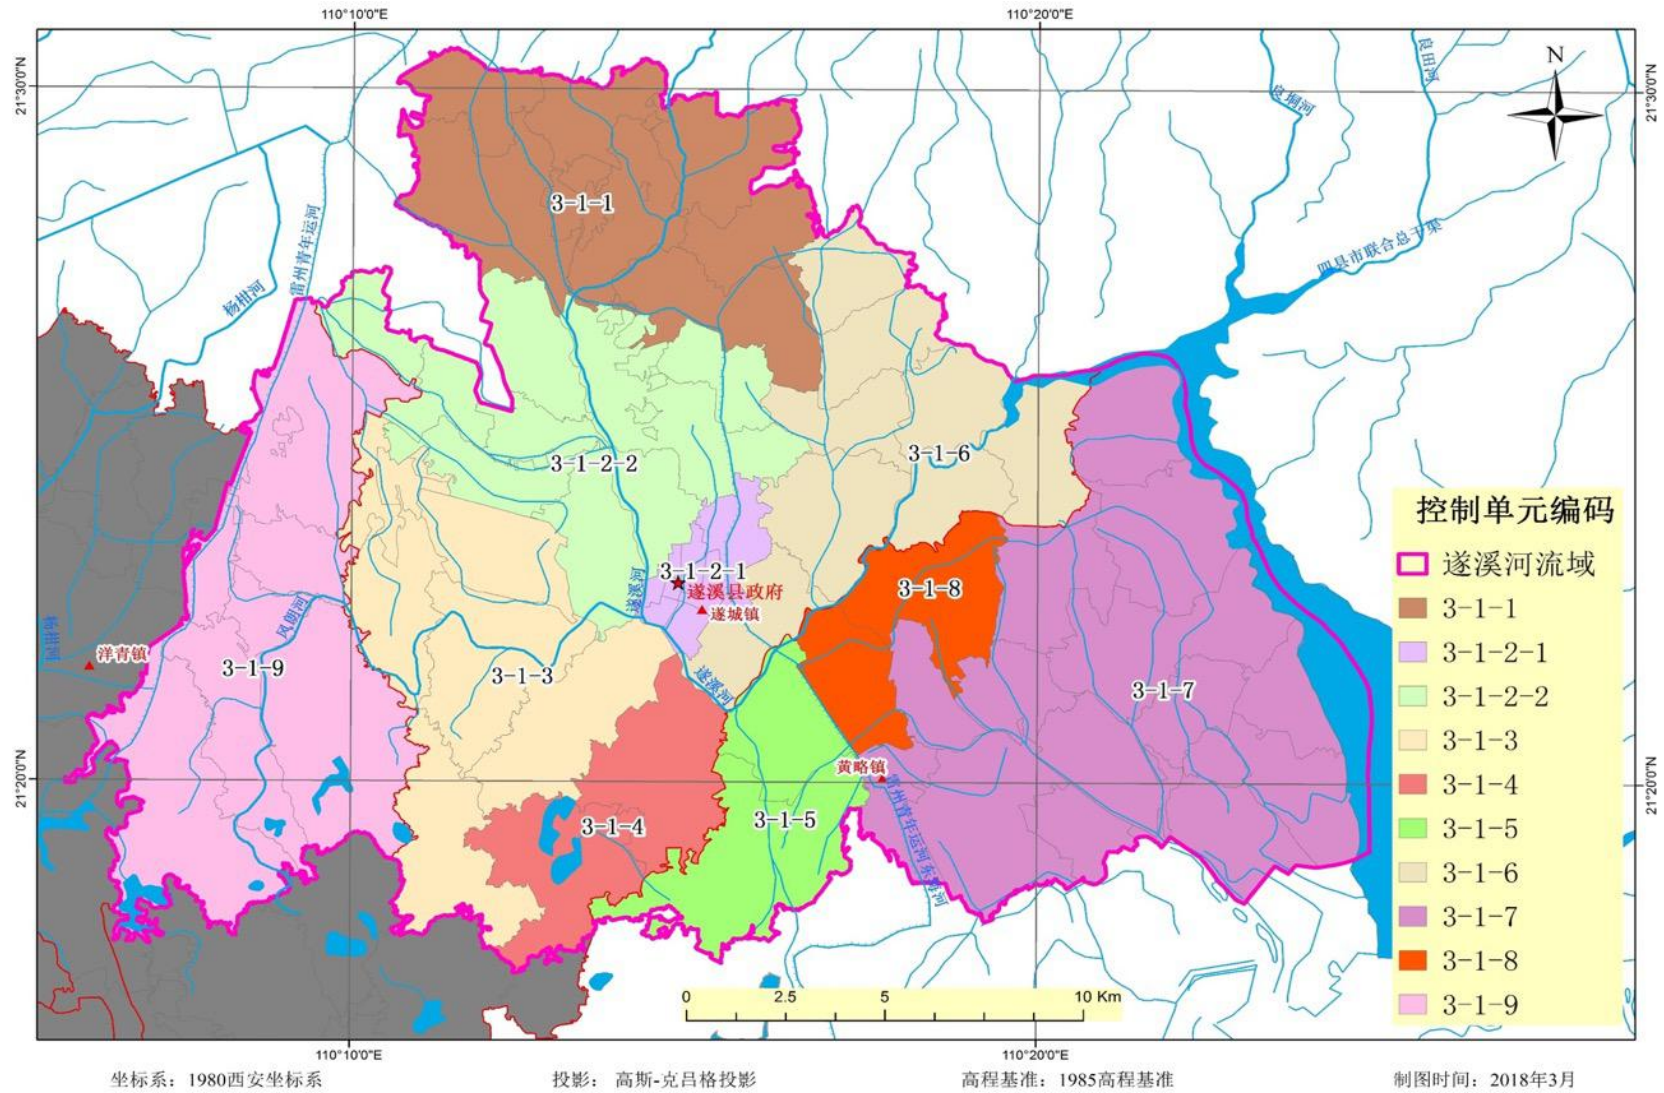 110°10'0"E
110°20'0"E
21°30'0"N
21°30'0"N
N
良田河
良垌河
四县市联合总干渠
雷州青年运河
杨柑河
3-1-1
3-1-2-2
3-1-6
控制单元编码
遂溪河流域
3-1-1
3-1-2-1
3-1-2-2
3-1-3
3-1-4
3-1-5
3-1-6
3-1-7
3-1-8
3-1-9
3-1-2-1
遂溪县政府
遂城镇
遂溪河
3-1-8
风朗河
杨柑河
洋青镇
3-1-9
3-1-3
遂溪河
3-1-7
黄略镇
雷州青年运河东海河
21°20'0"N
21°20'0"N
3-1-4
3-1-5
0 2.5 5 10 Km
110°10'0"E
110°20'0"E
坐标系：1980西安坐标系
投影： 高斯-克吕格投影
高程基准：1985高程基准
制图时间：2018年3月